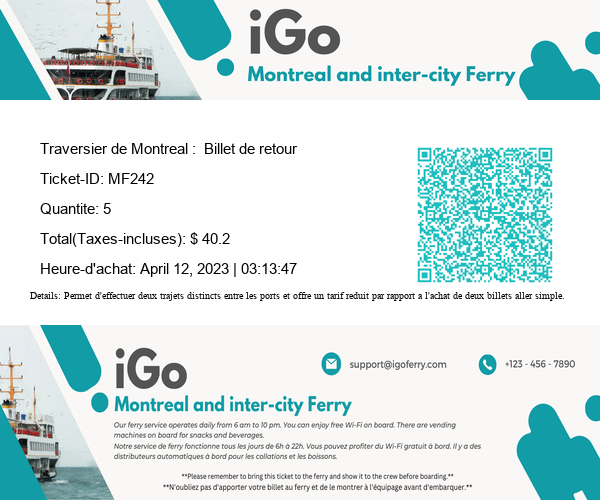 iGo
Montreal and inter-city Ferry
Traversier de Montreal :  Billet de retour
Ticket-ID: MF242
Quantite: 5
Total(Taxes-incluses): $ 40.2
Heure-d'achat: April 12, 2023 | 03:13:47
Details: Permet d'effectuer deux trajets distincts entre les ports et offre un tarif reduit par rapport a l'achat de deux billets aller simple.
iGo
support@igoferry.com
+123 - 456 - 7890
Montreal and inter-city Ferry
Our ferry service operates daily from 6 am to 10 pm. You can enjoy free Wi-Fi on board. There are vending
machines on board for snacks and beverages.
Notre service de ferry fonctionne tous les jours de 6h à 22h. Vous pouvez profiter du Wi-Fi gratuit à bord. Il y a des
distributeurs automatiques à bord pour les collations et les boissons.
**Please remember to bring this ticket to the ferry and show it to the crew before boarding.**
**N'oubliez pas d'apporter votre billet au ferry et de le montrer à l'équipage avant d'embarquer.**